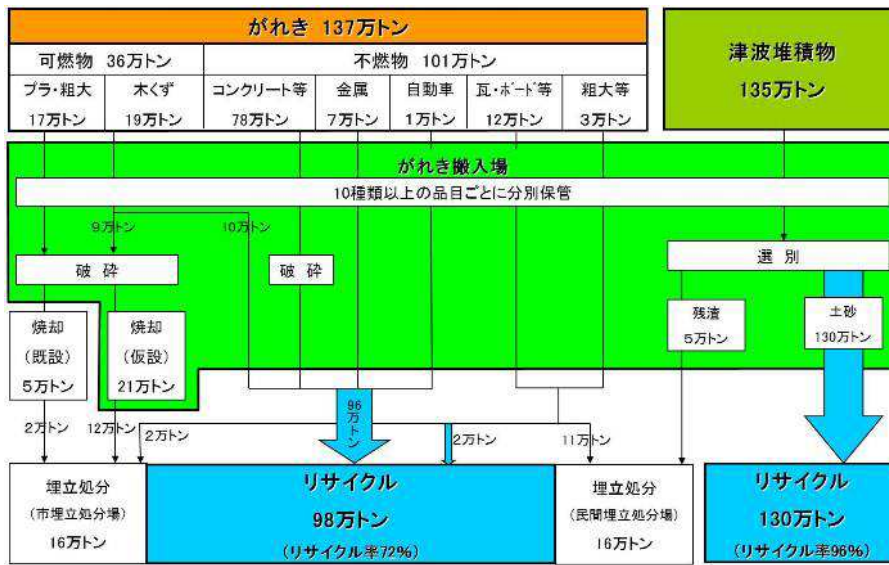 がれき 137万トン
可燃物 36万トン
不燃物 101万トン
プラ・粗大
17万トン
木くず
19万トン
コンクリート等
78万トン
金属
7万トン
自動車
1万トン
瓦・ボード等
12万トン
粗大等
3万トン
津波堆積物
135万トン
がれき搬入場
10種類以上の品目ごとに分別保管
9万トン
10万トン
破砕
破砕
選別
焼却
(既設)
5万トン
焼却
(仮設)
21万トン
残渣
5万トン
土砂
130万トン
2万トン
12万トン
2万トン
96万トン
2万トン
11万トン
埋立処分
(市埋立処分場)
16万トン
リサイクル
98万トン
(リサイクル率72%)
埋立処分
(民間埋立処分場)
16万トン
リサイクル
130万トン
(リサイクル率96%)